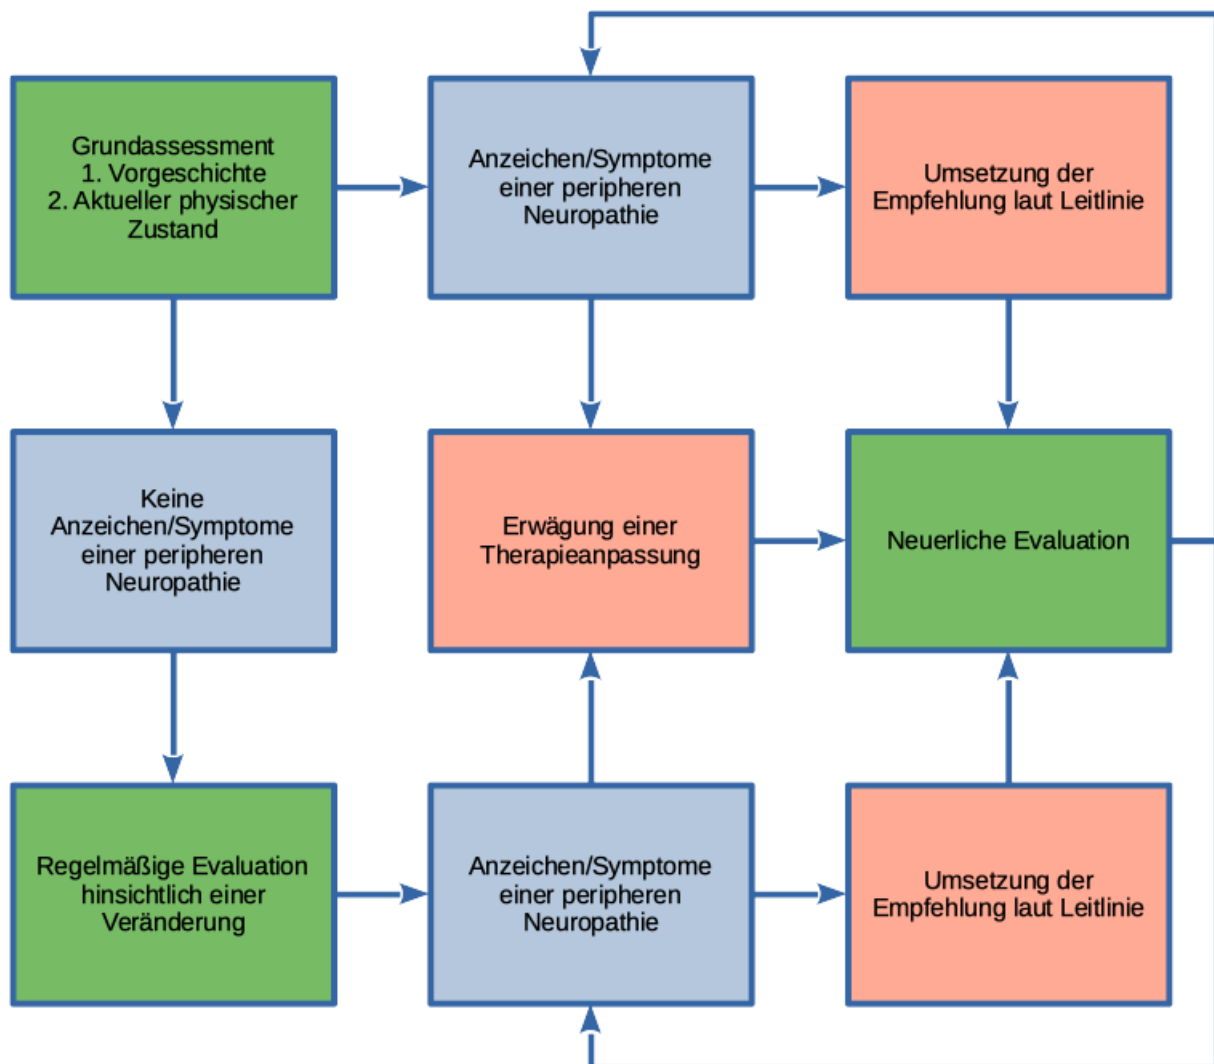 Grundassessment
1. Vorgeschichte
2. Aktueller physischer
Zustand
Anzeichen/Symptome
einer peripheren
Neuropathie
Umsetzung der
Empfehlung laut Leitlinie
Keine
Anzeichen/Symptome
einer peripheren
Neuropathie
Erwägung einer
Therapieanpassung
Neuerliche Evaluation
Regelmäßige Evaluation
hinsichtlich einer
Veränderung
Anzeichen/Symptome
einer peripheren
Neuropathie
Umsetzung der
Empfehlung laut Leitlinie